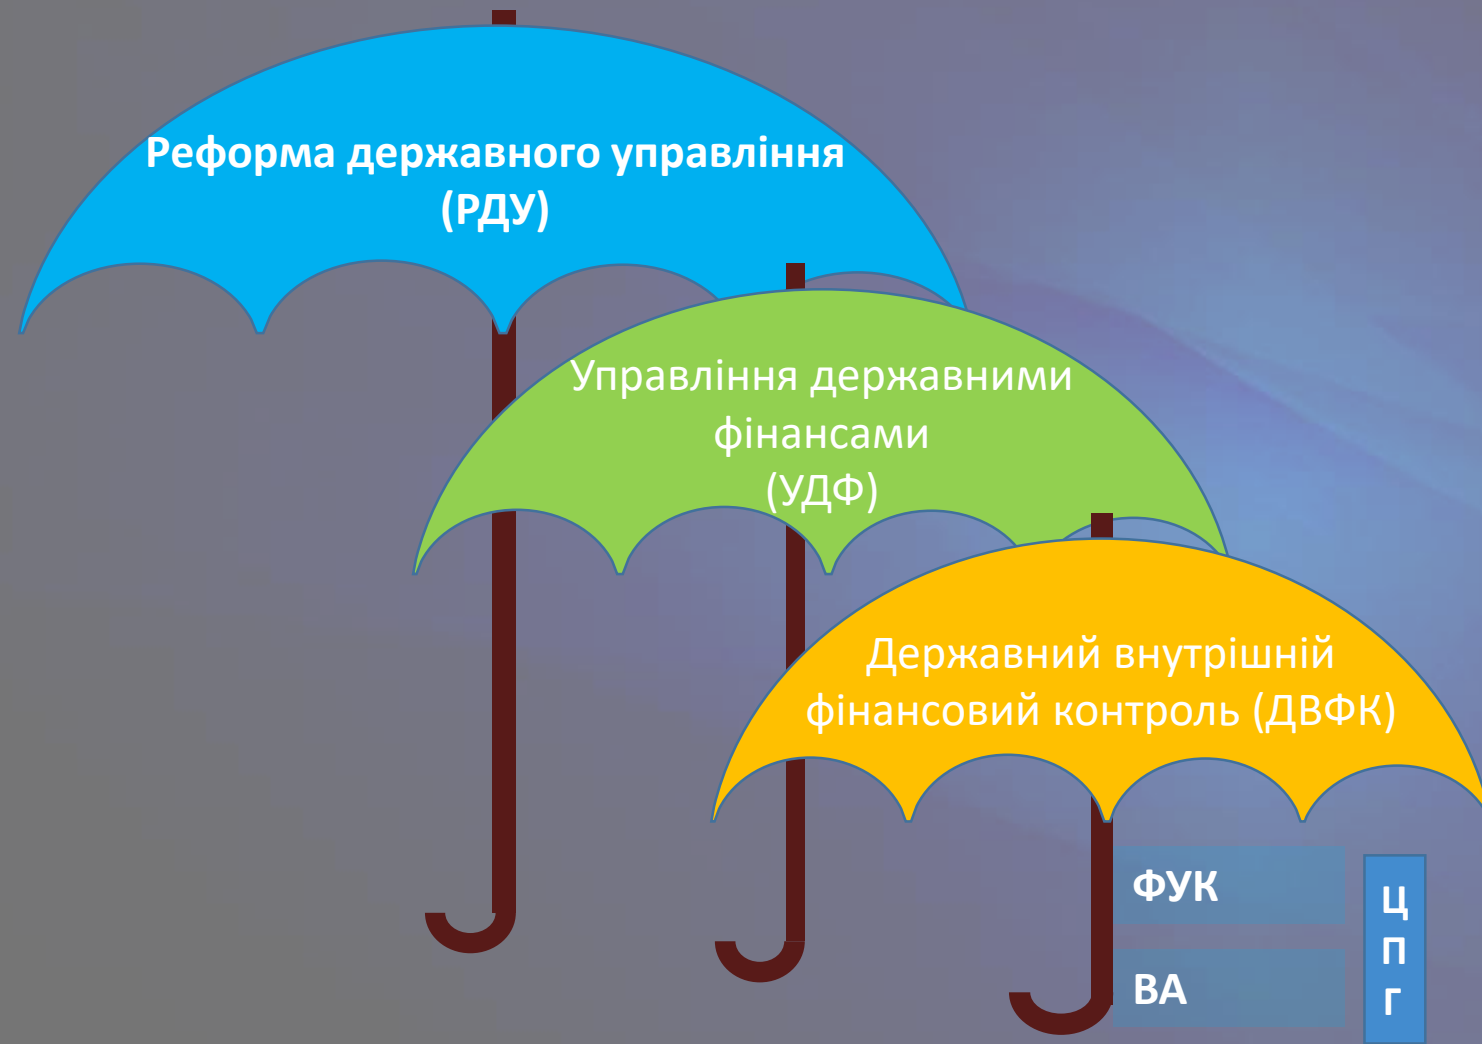 Реформа державного управління
(РДУ)
Управління державними
фінансами
(УДФ)
Державний внутрішній
фінансовий контроль (ДВФК)
ФУК
ВА
Ц
П
Г